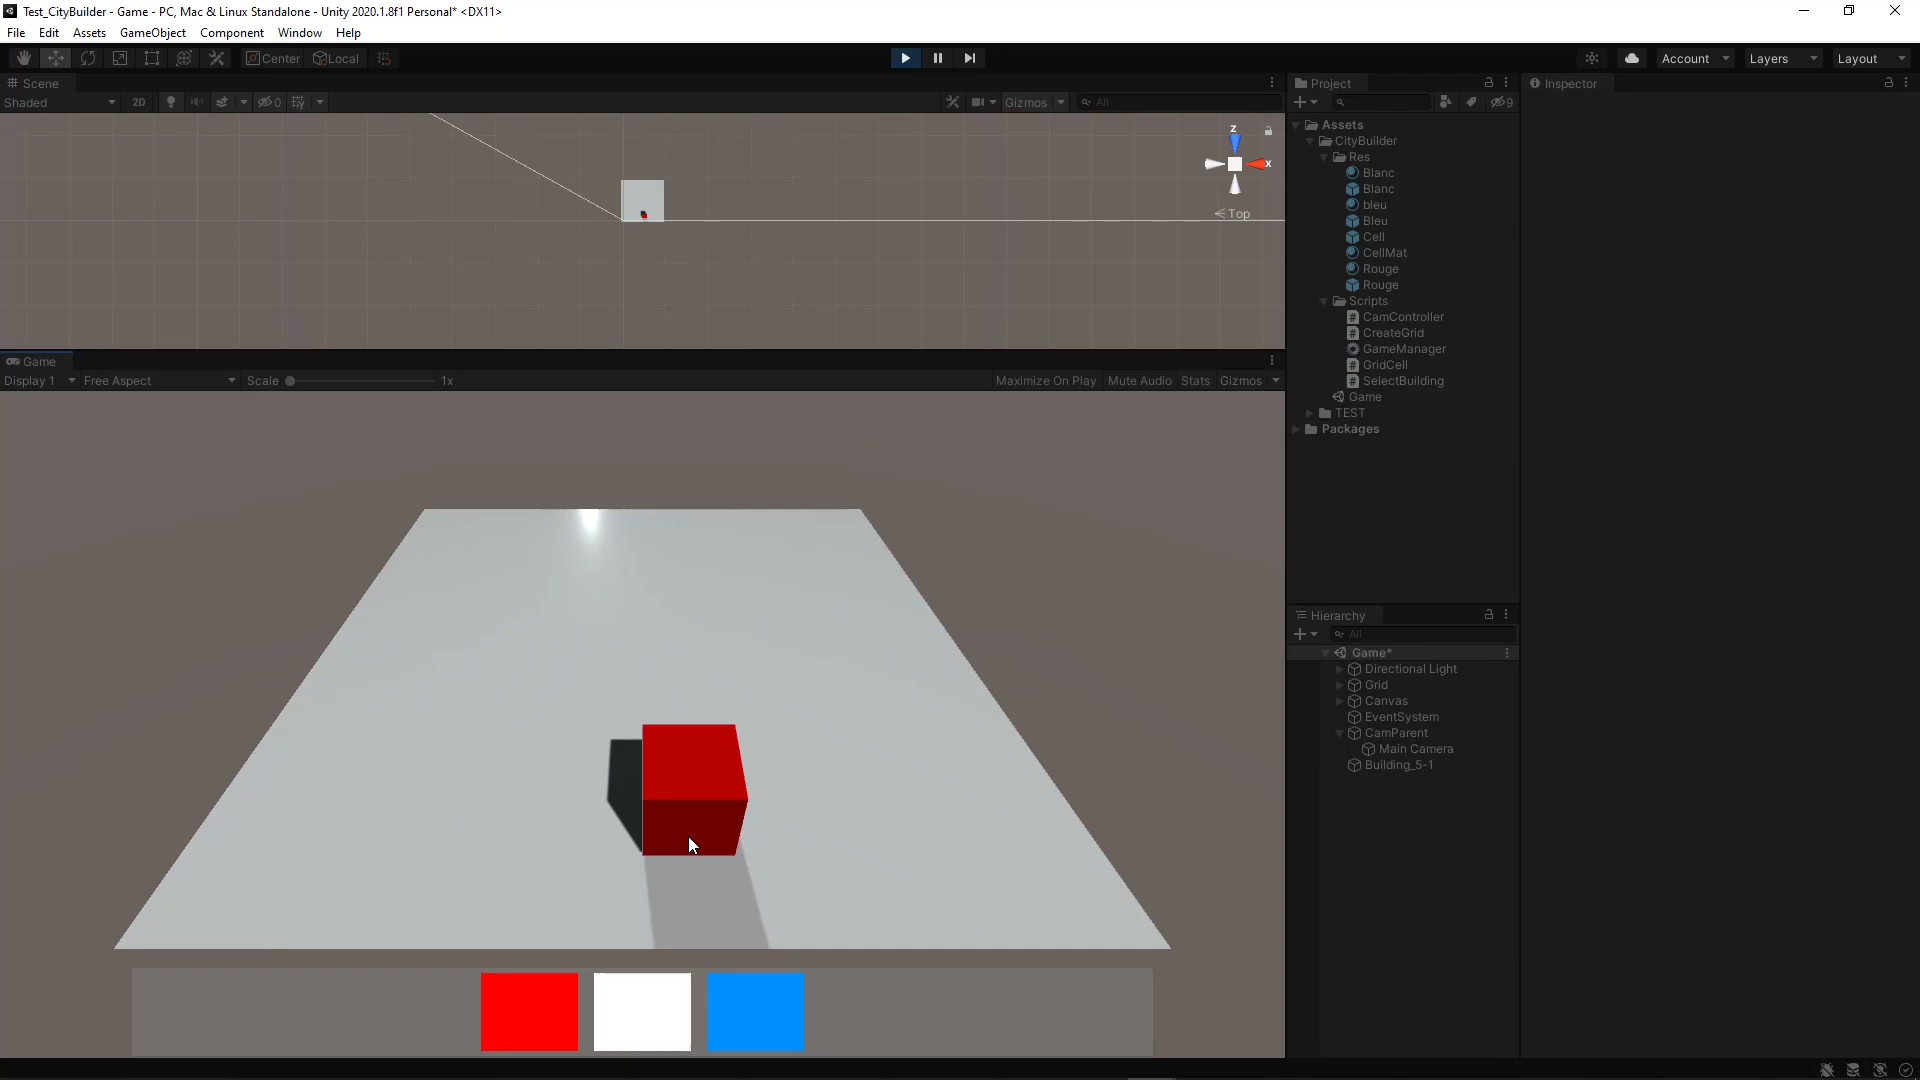 Test_CityBuilder - Game - PC, Mac & Linux Standalone - Unity 2020.1.8f1 Personal* <DX11>
File Edit Assets GameObject Component Window Help
Center Local Account Layers Layout
Scene
Shaded 2D 0 Gizmos All
z
x
Top
Game
Display 1 Free Aspect Scale 1x Maximize On Play Mute Audio Stats Gizmos
Project
9
Assets
CityBuilder
Res
Blanc
Blanc
bleu
Bleu
Cell
CellMat
Rouge
Rouge
Scripts
CamController
CreateGrid
GameManager
GridCell
SelectBuilding
Game
TEST
Packages
Hierarchy
All
Game*
Directional Light
Grid
Canvas
EventSystem
CamParent
Main Camera
Building_5-1
Inspector